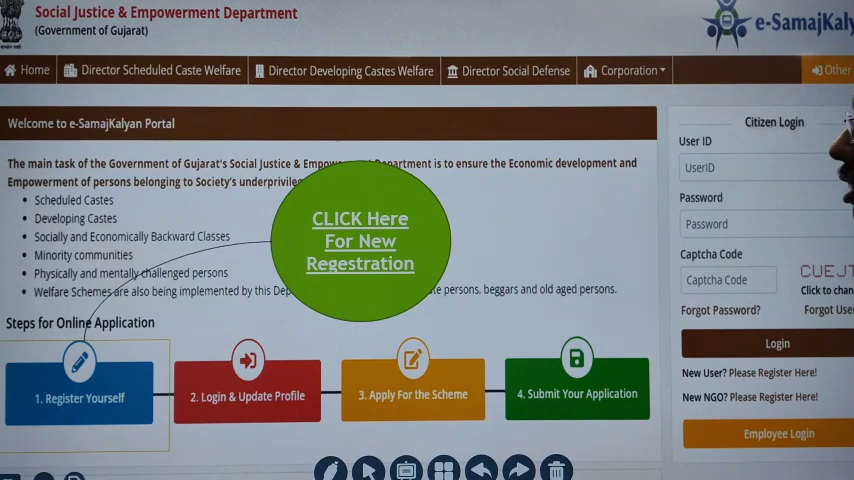 Social Justice & Empowerment Department
(Government of Gujarat)
e-SamajKaly
Home
Director Scheduled Caste Welfare
Director Developing Castes Welfare
Director Social Defense
Corporation
Other
Welcome to e-SamajKalyan Portal
The main task of the Government of Gujarat's Social Justice & Department is to ensure the Economic development and
Empowerment of persons belonging to Society's
Scheduled Castes
Developing Castes
Socially and Economically Backward Classes
Minority communities
Physically and mentally challenged persons
Welfare Schemes are also being implemented by this persons, beggars and old aged persons.
CLICK Here
For New
Regestration
Steps for Online Application
1. Register Yourself
2. Login & Update Profile
3. Apply For the Scheme
4. Submit Your Application
Citizen Login
User ID
UserID
Password
Password
Captcha Code
Captcha Code
CUEJT
Click to chan
Forgot Password?
Forgot User
Login
New User? Please Register Here!
New NGO? Please Register Here!
Employee Login